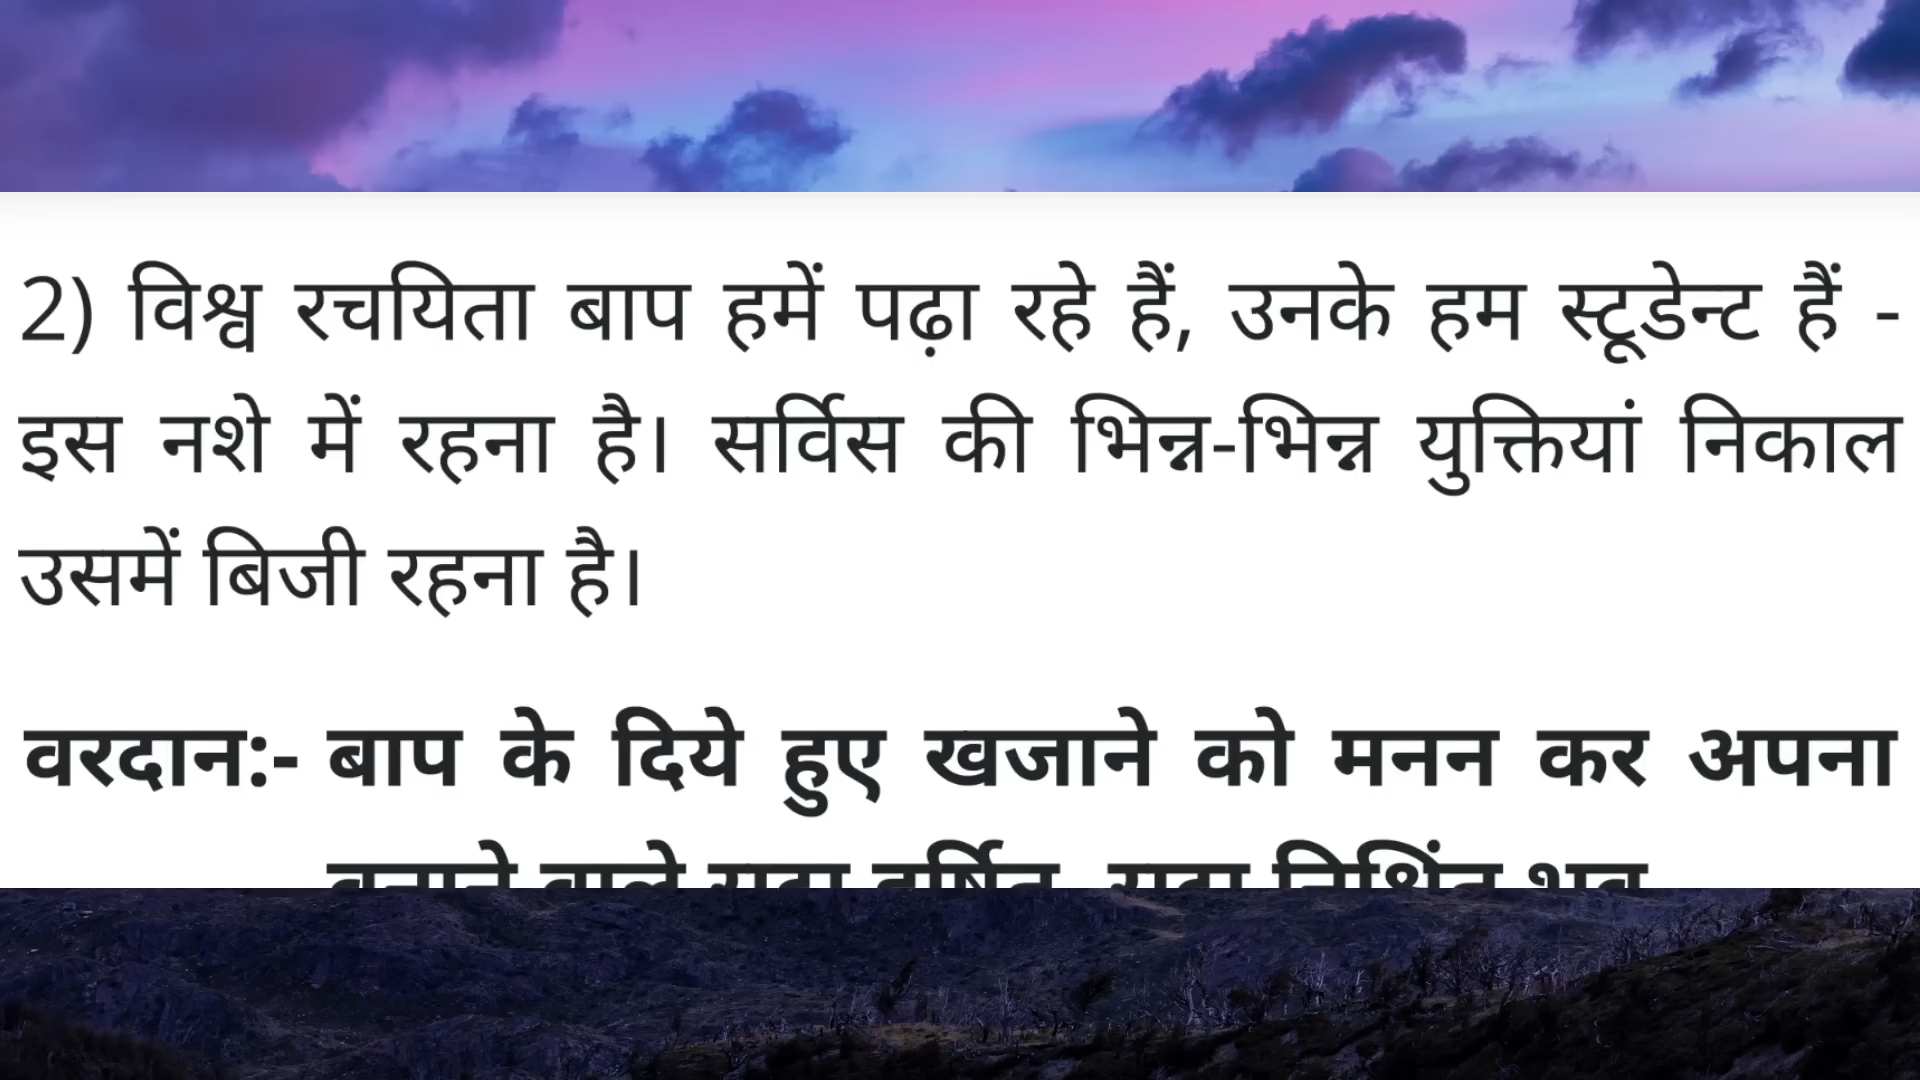 2) विश्व रचयिता बाप हमें पढ़ा रहे हैं, उनके हम स्टूडेन्ट हैं -
इस नशे में रहना है। सर्विस की भिन्न-भिन्न युक्तियां निकाल
उसमें बिजी रहना है।
वरदान:- बाप के दिये हुए खजाने को मनन कर अपना